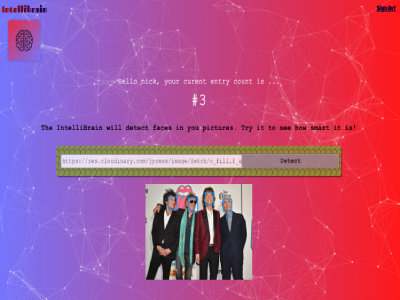 Intellibrain
Sign Out
Hello nick, your curent entry count is ...
#3
The IntelliBrain will detect faces in you pictures. Try it to see how smart it is!
https://res.cloudinary.com/jpress/image/fetch/c_fill,f_a
Detect